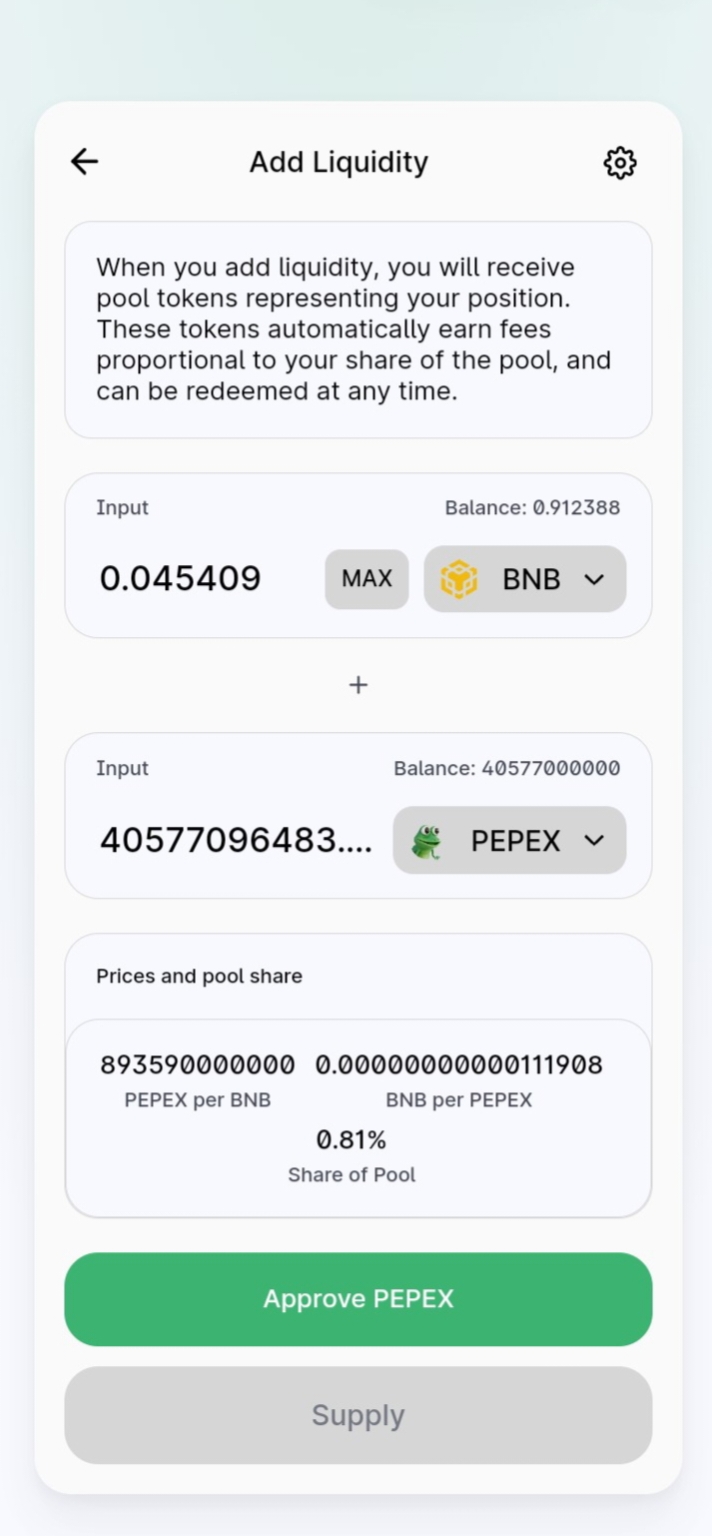 Add Liquidity
When you add liquidity, you will receive
pool tokens representing your position.
These tokens automatically earn fees
proportional to your share of the pool, and
can be redeemed at any time.
Input Balance: 0.912388
0.045409 MAX BNB
+
Input Balance: 40577000000
40577096483.... PEPEX
Prices and pool share
893590000000 0.00000000000111908
PEPEX per BNB BNB per PEPEX
0.81%
Share of Pool
Approve PEPEX
Supply